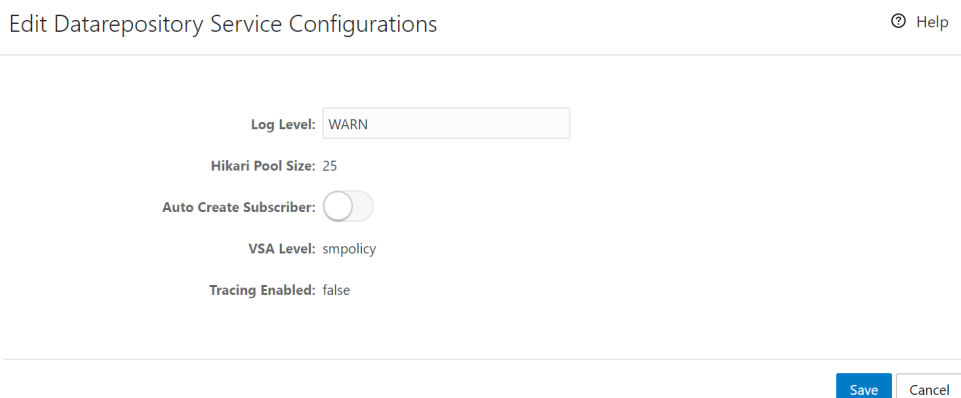 Edit Datarepository Service Configurations
Help
Log Level: WARN
Hikari Pool Size: 25
Auto Create Subscriber:
VSA Level: smpolicy
Tracing Enabled: false
Save Cancel